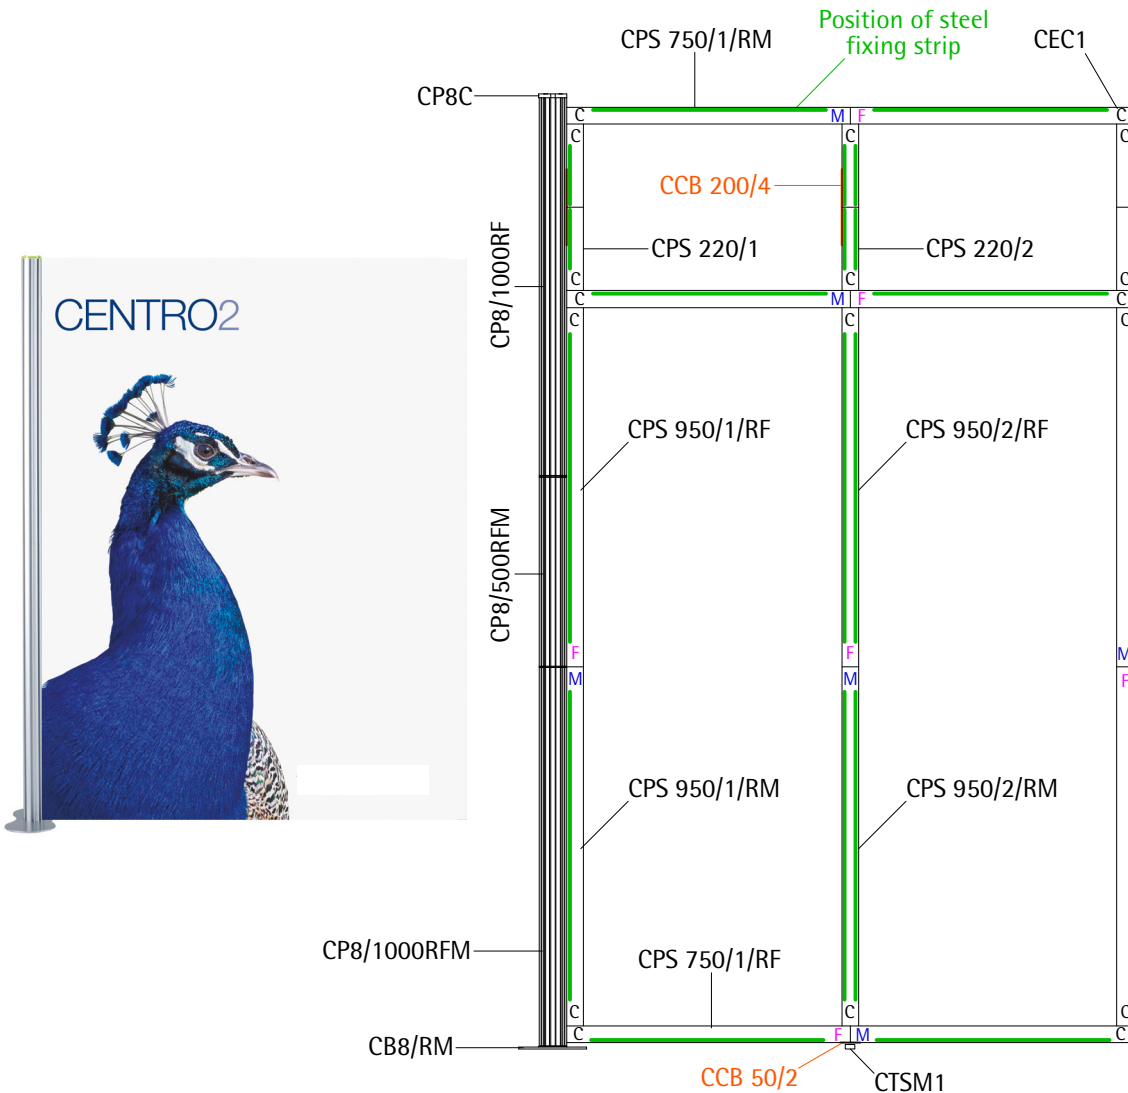 Position of steel
fixing strip
CPS 750/1/RM
CEC1
CP8C
C
M
F
C
C
C
C
CCB 200/4
CPS 220/1
CPS 220/2
CP8/1000RF
C
C
C
C
M
F
C
C
C
C
CENTRO2
CPS 950/1/RF
CPS 950/2/RF
CP8/500RFM
F
F
M
M
M
F
CPS 950/1/RM
CPS 950/2/RM
CP8/1000RFM
CPS 750/1/RF
C
C
C
C
F
M
C
CB8/RM
CCB 50/2
CTSM1